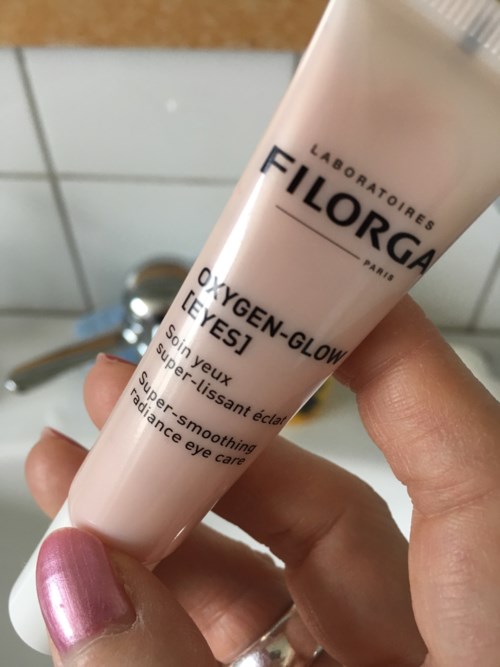 LABORATOIRES
FILORGA
PARIS
OXYGEN-GLOW
[EYES]
Soin yeux
super-lissant éclat
Super-smoothing
radiance eye care